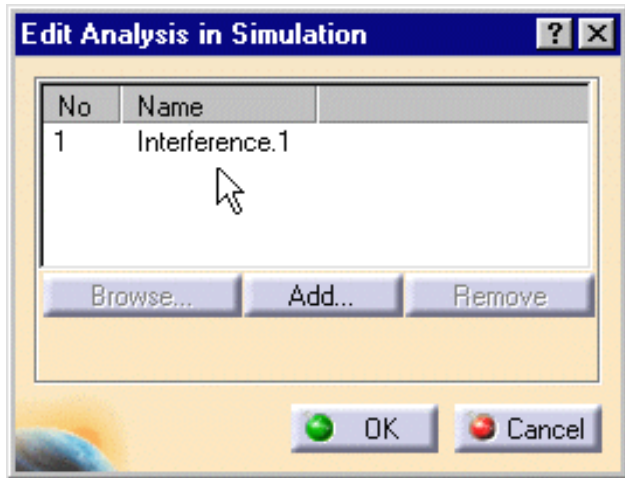 Edit Analysis in Simulation ? X
No Name
1 Interference.1
Browse... Add... Remove
OK Cancel